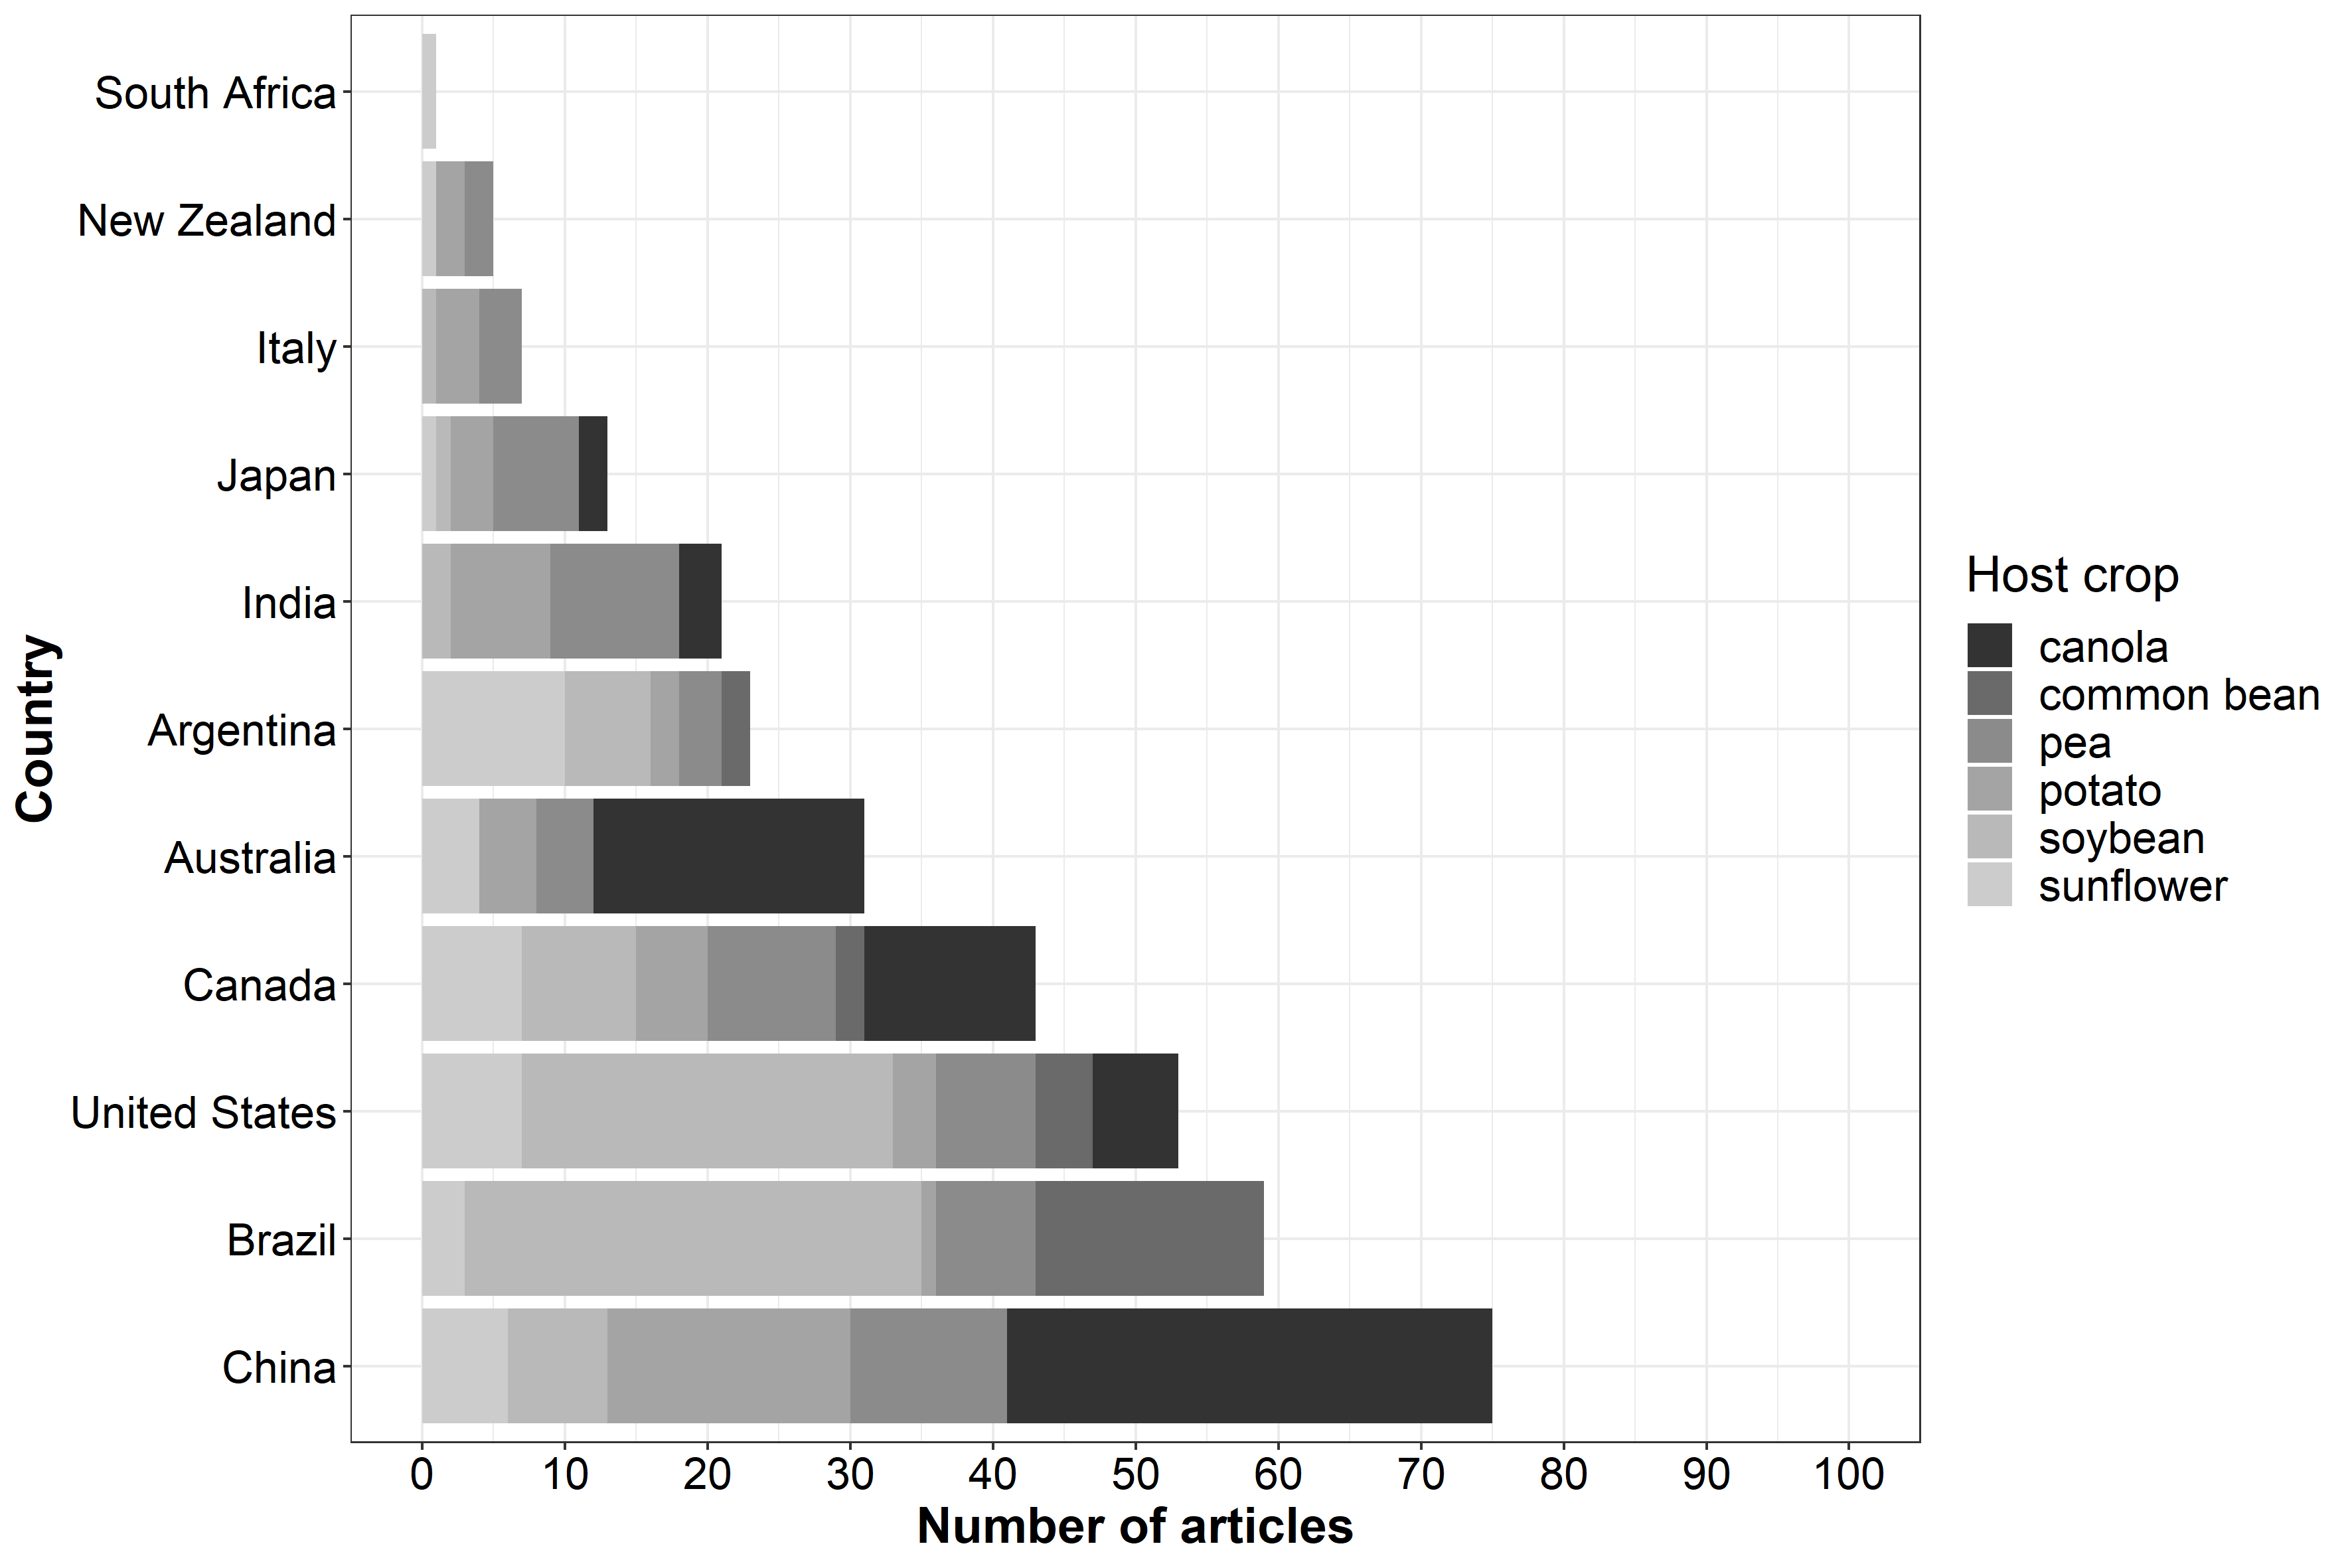 South Africa
New Zealand
Italy
Japan
India
Argentina
Australia
Canada
United States
Brazil
China
Country
0 10 20 30 40 50 60 70 80 90 100
Number of articles
Host crop
canola
common bean
pea
potato
soybean
sunflower